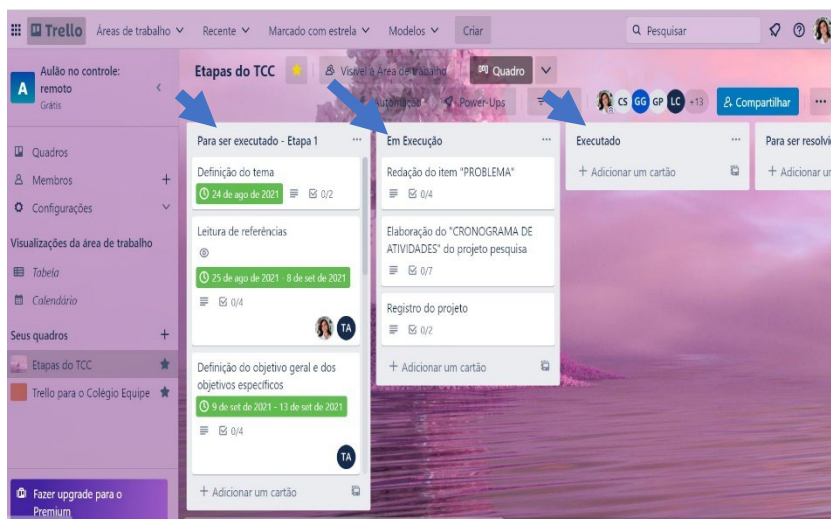 Trello Áreas de trabalho Recente Marcado com estrela Modelos Criar Pesquisar
A Aulão no controle: remoto
Grátis
Quadros
Membros
Configurações
Visualizações da área de trabalho
Tabela
Calendário
Seus quadros
Etapas do TCC
Trello para o Colégio Equipe
Fazer upgrade para o Premium
Etapas do TCC Visível à Área de trabalho Quadro
Automação Power-Ups CS GG GP LC +13 Compartilhar
Para ser executado - Etapa 1
Definição do tema
24 de ago de 2021 0/2
Leitura de referências
25 de ago de 2021 - 8 de set de 2021
0/4
TA
Definição do objetivo geral e dos
objetivos específicos
9 de set de 2021 - 13 de set de 2021
0/4
TA
+ Adicionar um cartão
Em Execução
Redação do item "PROBLEMA"
0/4
Elaboração do "CRONOGRAMA DE
ATIVIDADES" do projeto pesquisa
0/7
Registro do projeto
0/2
+ Adicionar um cartão
Executado
+ Adicionar um cartão
Para ser
+ Adicionar